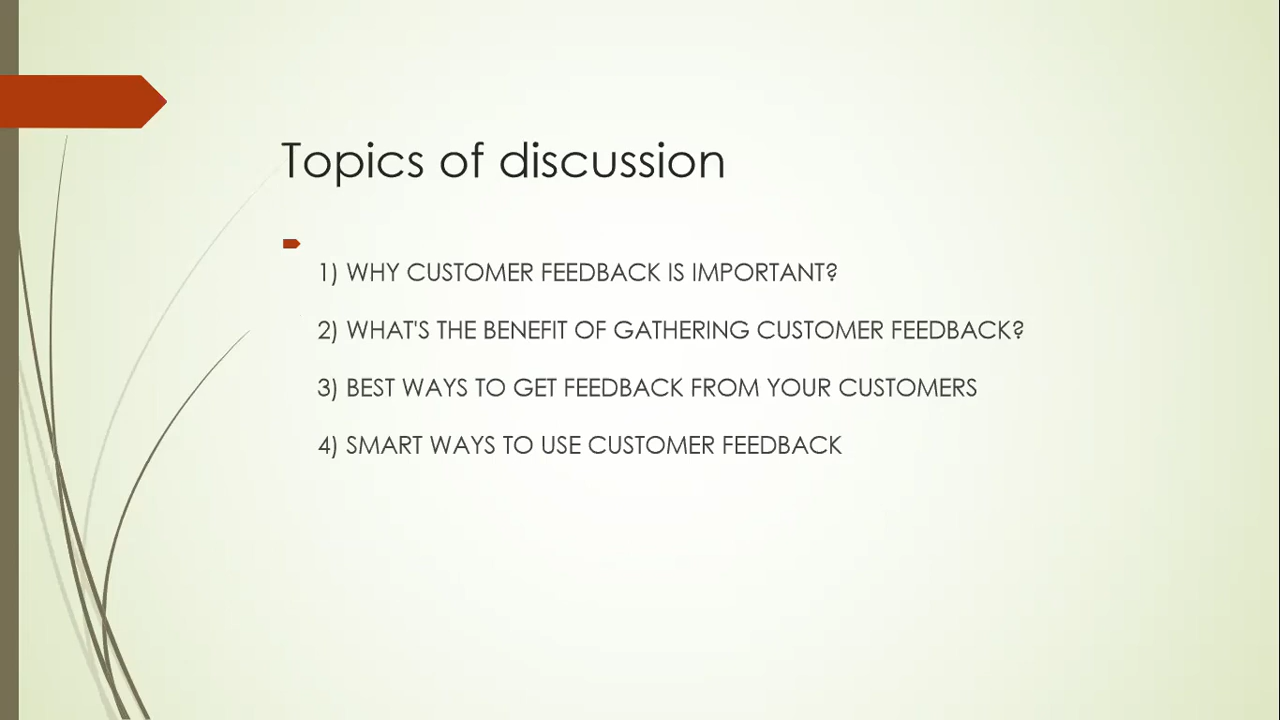 Topics of discussion
1) WHY CUSTOMER FEEDBACK IS IMPORTANT?
2) WHAT'S THE BENEFIT OF GATHERING CUSTOMER FEEDBACK?
3) BEST WAYS TO GET FEEDBACK FROM YOUR CUSTOMERS
4) SMART WAYS TO USE CUSTOMER FEEDBACK